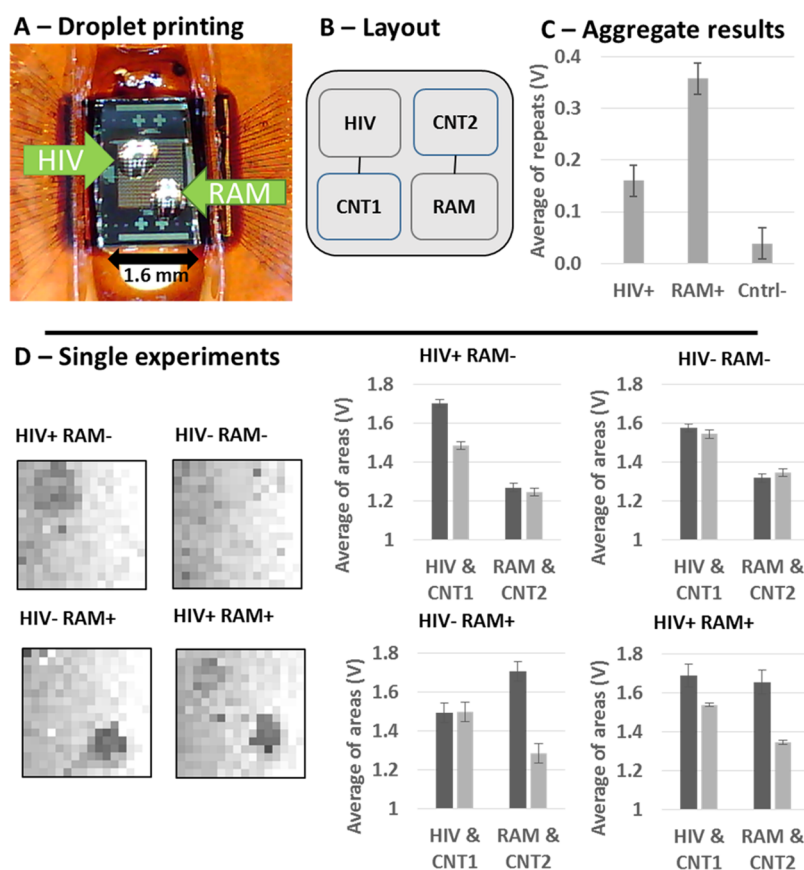 A – Droplet printing
HIV
RAM
1.6 mm
B – Layout
HIV
CNT2
CNT1
RAM
C – Aggregate results
Average of repeats (V)
0.4
0.3
0.2
0.1
0.0
HIV+ RAM+ Cntrl-
D – Single experiments
HIV+ RAM-
HIV- RAM-
HIV- RAM+
HIV+ RAM+
HIV+ RAM-
Average of areas (V)
1.8
1.6
1.4
1.2
1
HIV & RAM &
CNT1 CNT2
HIV- RAM-
Average of areas (V)
1.8
1.6
1.4
1.2
1
HIV & RAM &
CNT1 CNT2
HIV- RAM+
Average of areas (V)
1.8
1.6
1.4
1.2
1
HIV & RAM &
CNT1 CNT2
HIV+ RAM+
Average of areas (V)
1.8
1.6
1.4
1.2
1
HIV & RAM &
CNT1 CNT2